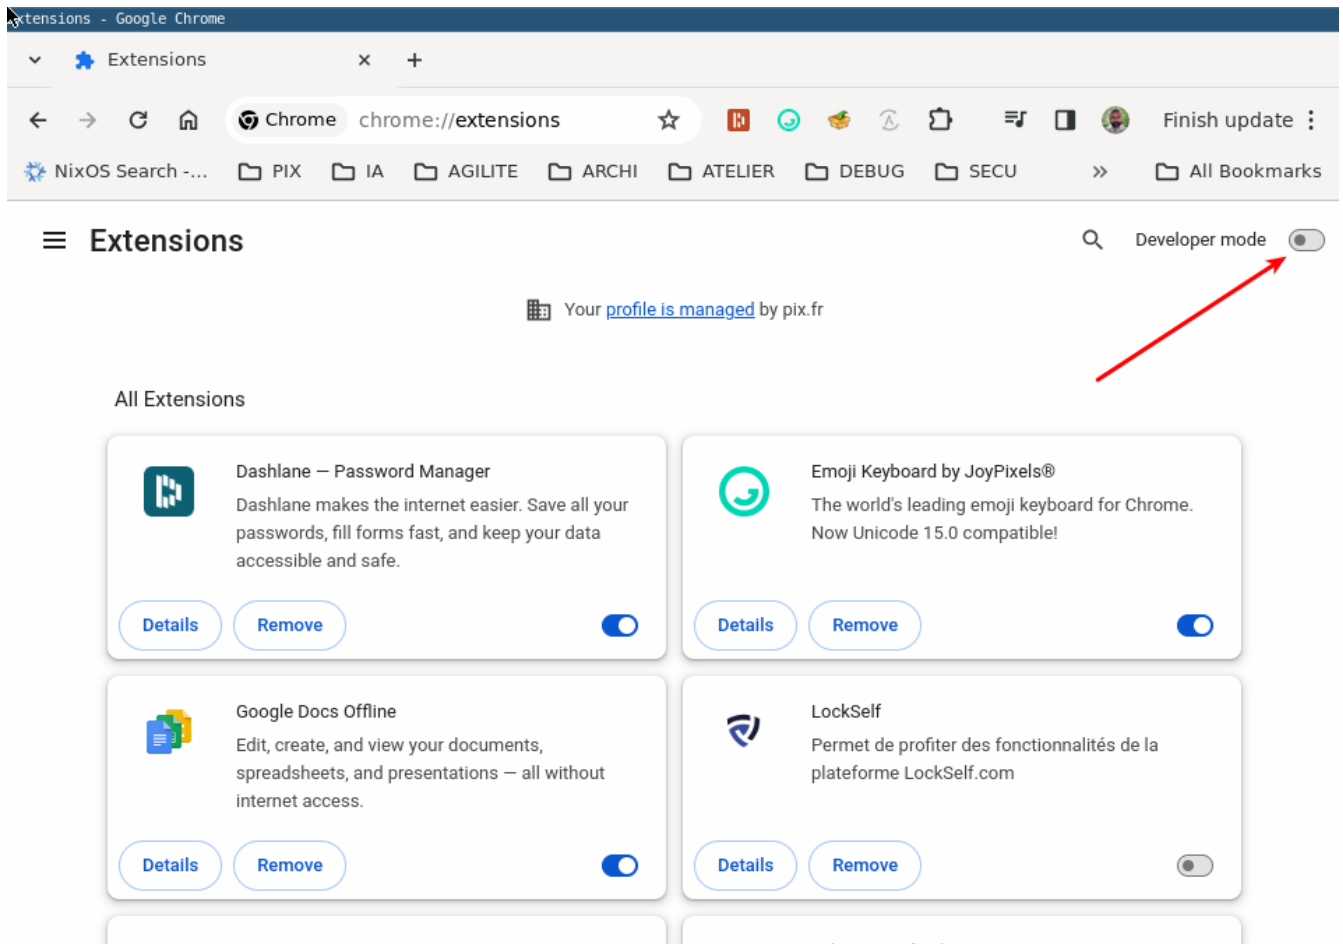 xtensions - Google Chrome
Extensions
Chrome chrome://extensions Finish update
NixOS Search -... PIX IA AGILITE ARCHI ATELIER DEBUG SECU All Bookmarks
Extensions Developer mode
Your profile is managed by pix.fr
All Extensions
Dashlane — Password Manager
Dashlane makes the internet easier. Save all your
passwords, fill forms fast, and keep your data
accessible and safe.
Details Remove
Emoji Keyboard by JoyPixels®
The world's leading emoji keyboard for Chrome.
Now Unicode 15.0 compatible!
Details Remove
Google Docs Offline
Edit, create, and view your documents,
spreadsheets, and presentations — all without
internet access.
Details Remove
LockSelf
Permet de profiter des fonctionnalités de la
plateforme LockSelf.com
Details Remove